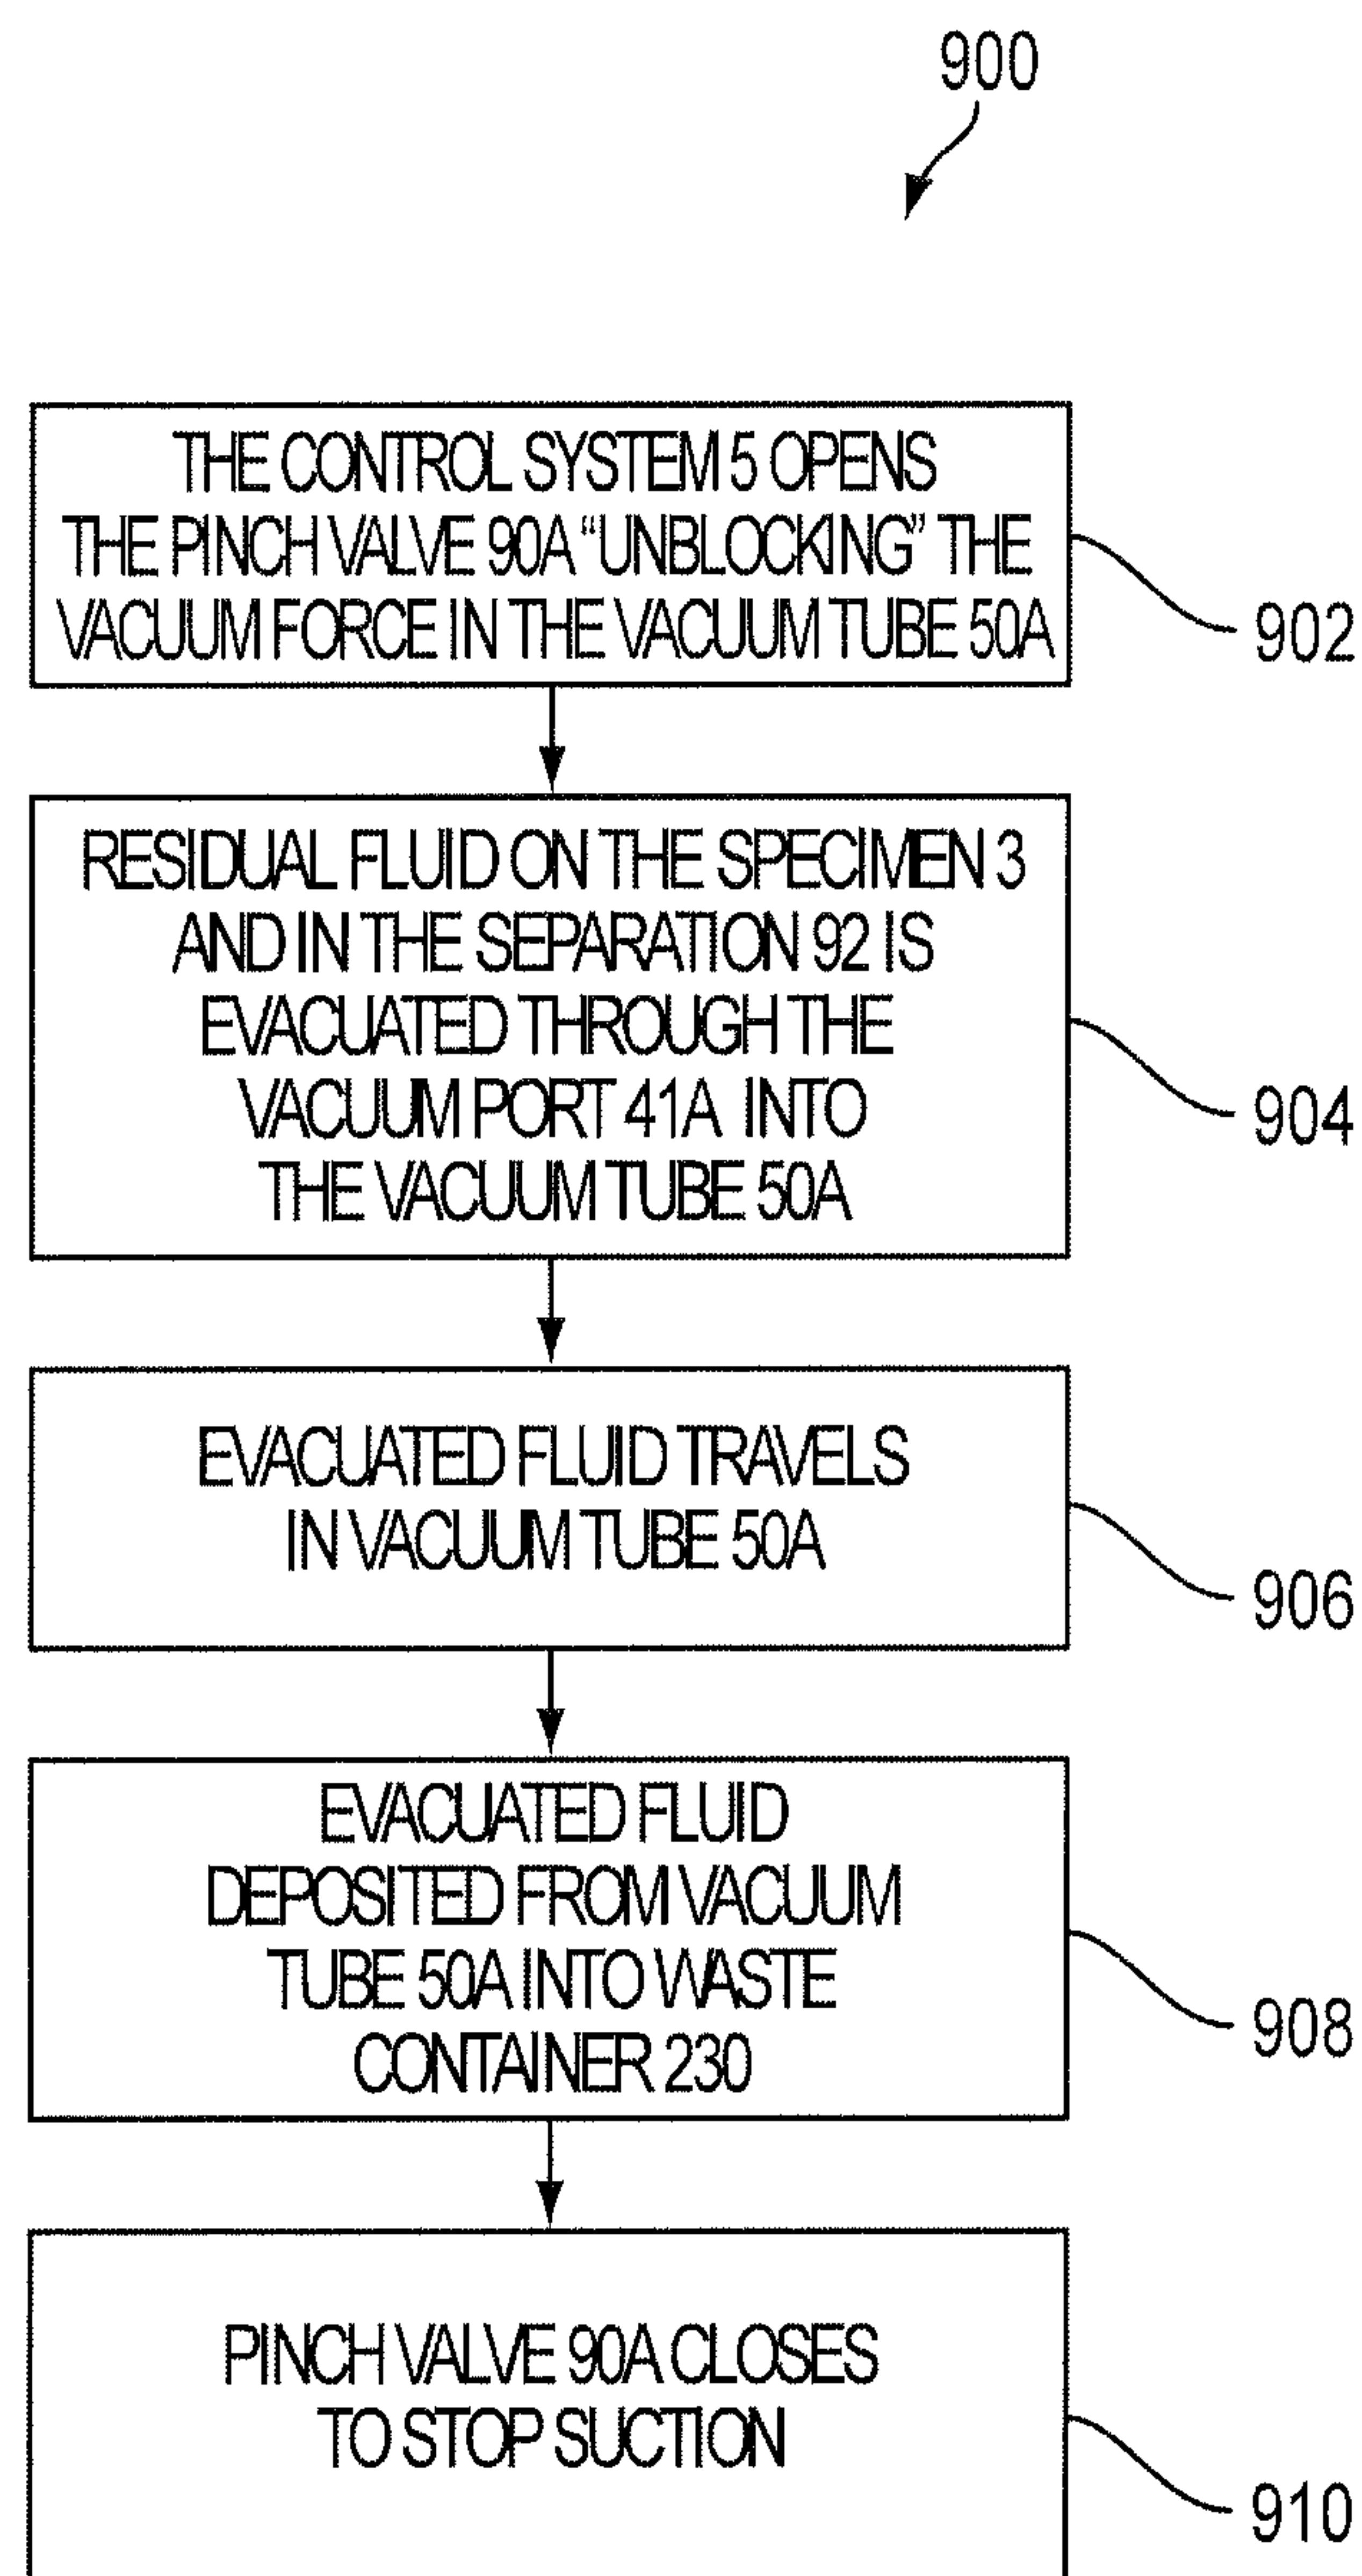 900
THE CONTROL SYSTEM 5 OPENS
THE PINCH VALVE 90A “UNBLOCKING” THE
VACUUM FORCE IN THE VACUUM TUBE 50A
902
RESIDUAL FLUID ON THE SPECIMEN 3
AND IN THE SEPARATION 92 IS
EVACUATED THROUGH THE
VACUUM PORT 41A INTO
THE VACUUM TUBE 50A
904
EVACUATED FLUID TRAVELS
IN VACUUM TUBE 50A
906
EVACUATED FLUID
DEPOSITED FROM VACUUM
TUBE 50A INTO WASTE
CONTAINER 230
908
PINCH VALVE 90A CLOSES
TO STOP SUCTION
910